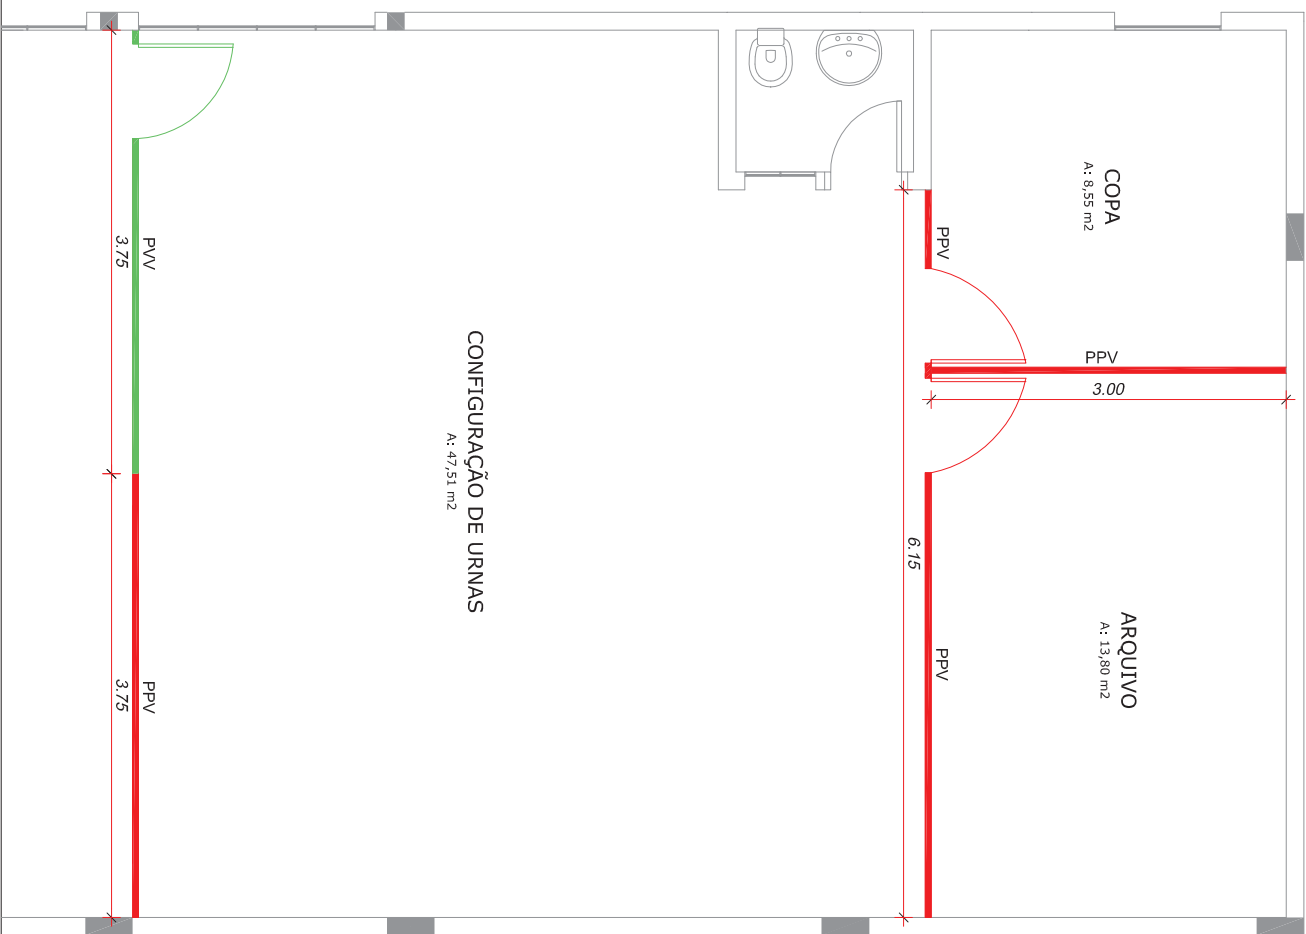 COPA
A: 8,55 m2
PPV
PVV
3.75
PPV
3.00
CONFIGURAÇÃO DE URNAS
A: 47,51 m2
6.15
ARQUIVO
A: 13,80 m2
PPV
PPV
3.75